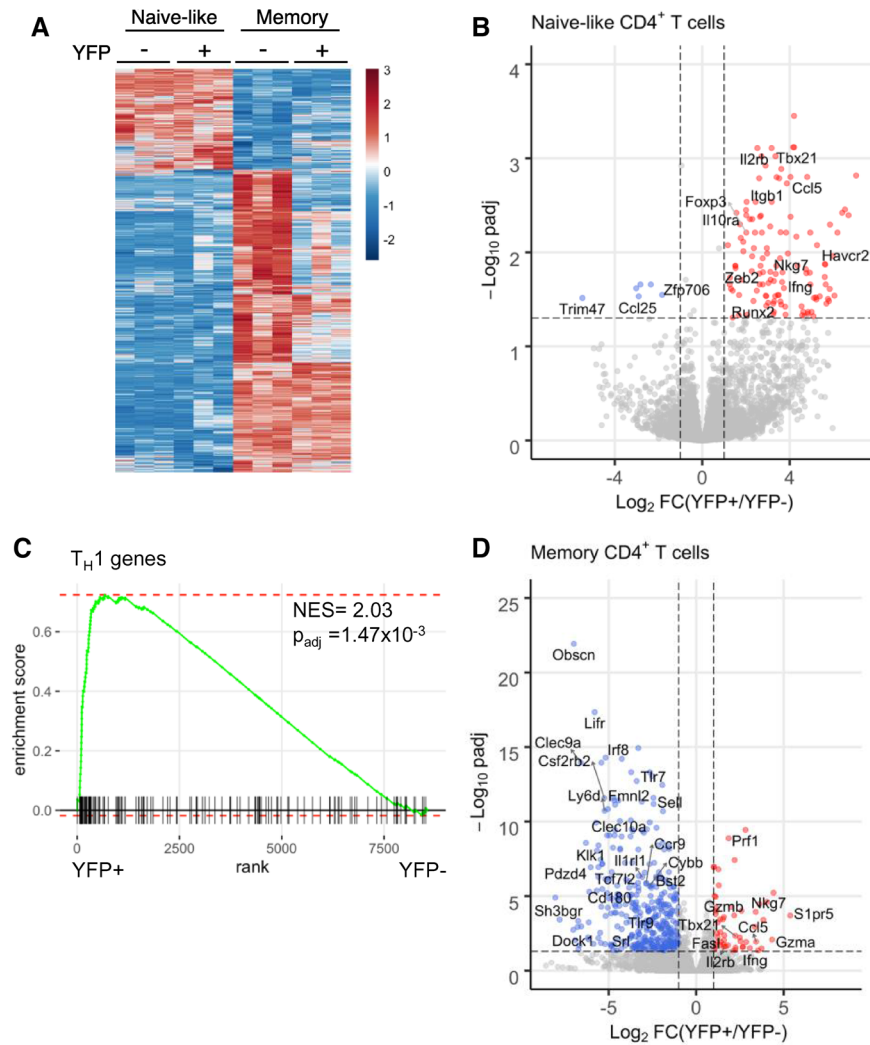 A
Naive-like Memory
YFP - + - +
3
2
1
0
-1
-2
B
Naive-like CD4+ T cells
4
3
2
1
0
-4 0 4
- Log10 padj
Log2 FC(YFP+/YFP-)
Il2rb
Tbx21
Ccl5
Itgb1
Foxp3
Il10ra
Havcr2
Nkg7
Zeb2
Ifng
Zfp706
Runx2
Trim47
Ccl25
C
TH1 genes
NES= 2.03
padj =1.47x10-3
enrichment score
0.6
0.4
0.2
0.0
0 2500 5000 7500
YFP+ rank YFP-
D
Memory CD4+ T cells
25
20
15
10
5
0
-5 0 5
- Log10 padj
Log2 FC(YFP+/YFP-)
Obscn
Lifr
Clec9a
Irf8
Csf2rb2
Tlr7
Ly6d
Fmnl2
Sell
Clec10a
Ccr9
Prf1
Klk1
Il1rl1
Cybb
Pdzd4
Tcf7l2
Bst2
Cd180
Gzmb
Nkg7
Sh3bgr
Tlr9
Tbx21
Ccl5
S1pr5
Dock1
Srl
Fasl
Gzma
Il2rb
Ifng